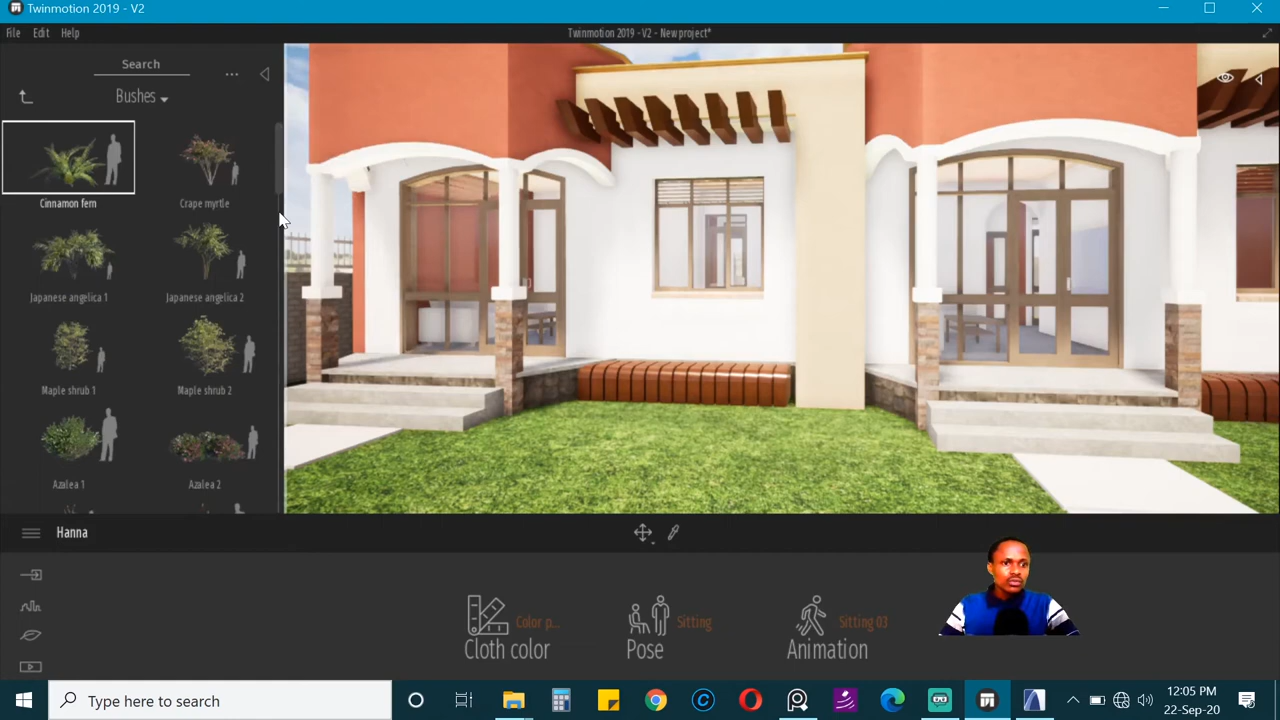 Twinmotion 2019 - V2
File Edit Help
Twinmotion 2019 - V2 - New project*
Search
...
Bushes
Cinnamon fern
Crape myrtle
Japanese angelica 1
Japanese angelica 2
Maple shrub 1
Maple shrub 2
Azalea 1
Azalea 2
Hanna
Color p...
Cloth color
Sitting
Pose
Sitting 03
Animation
Type here to search
12:05 PM
22-Sep-20